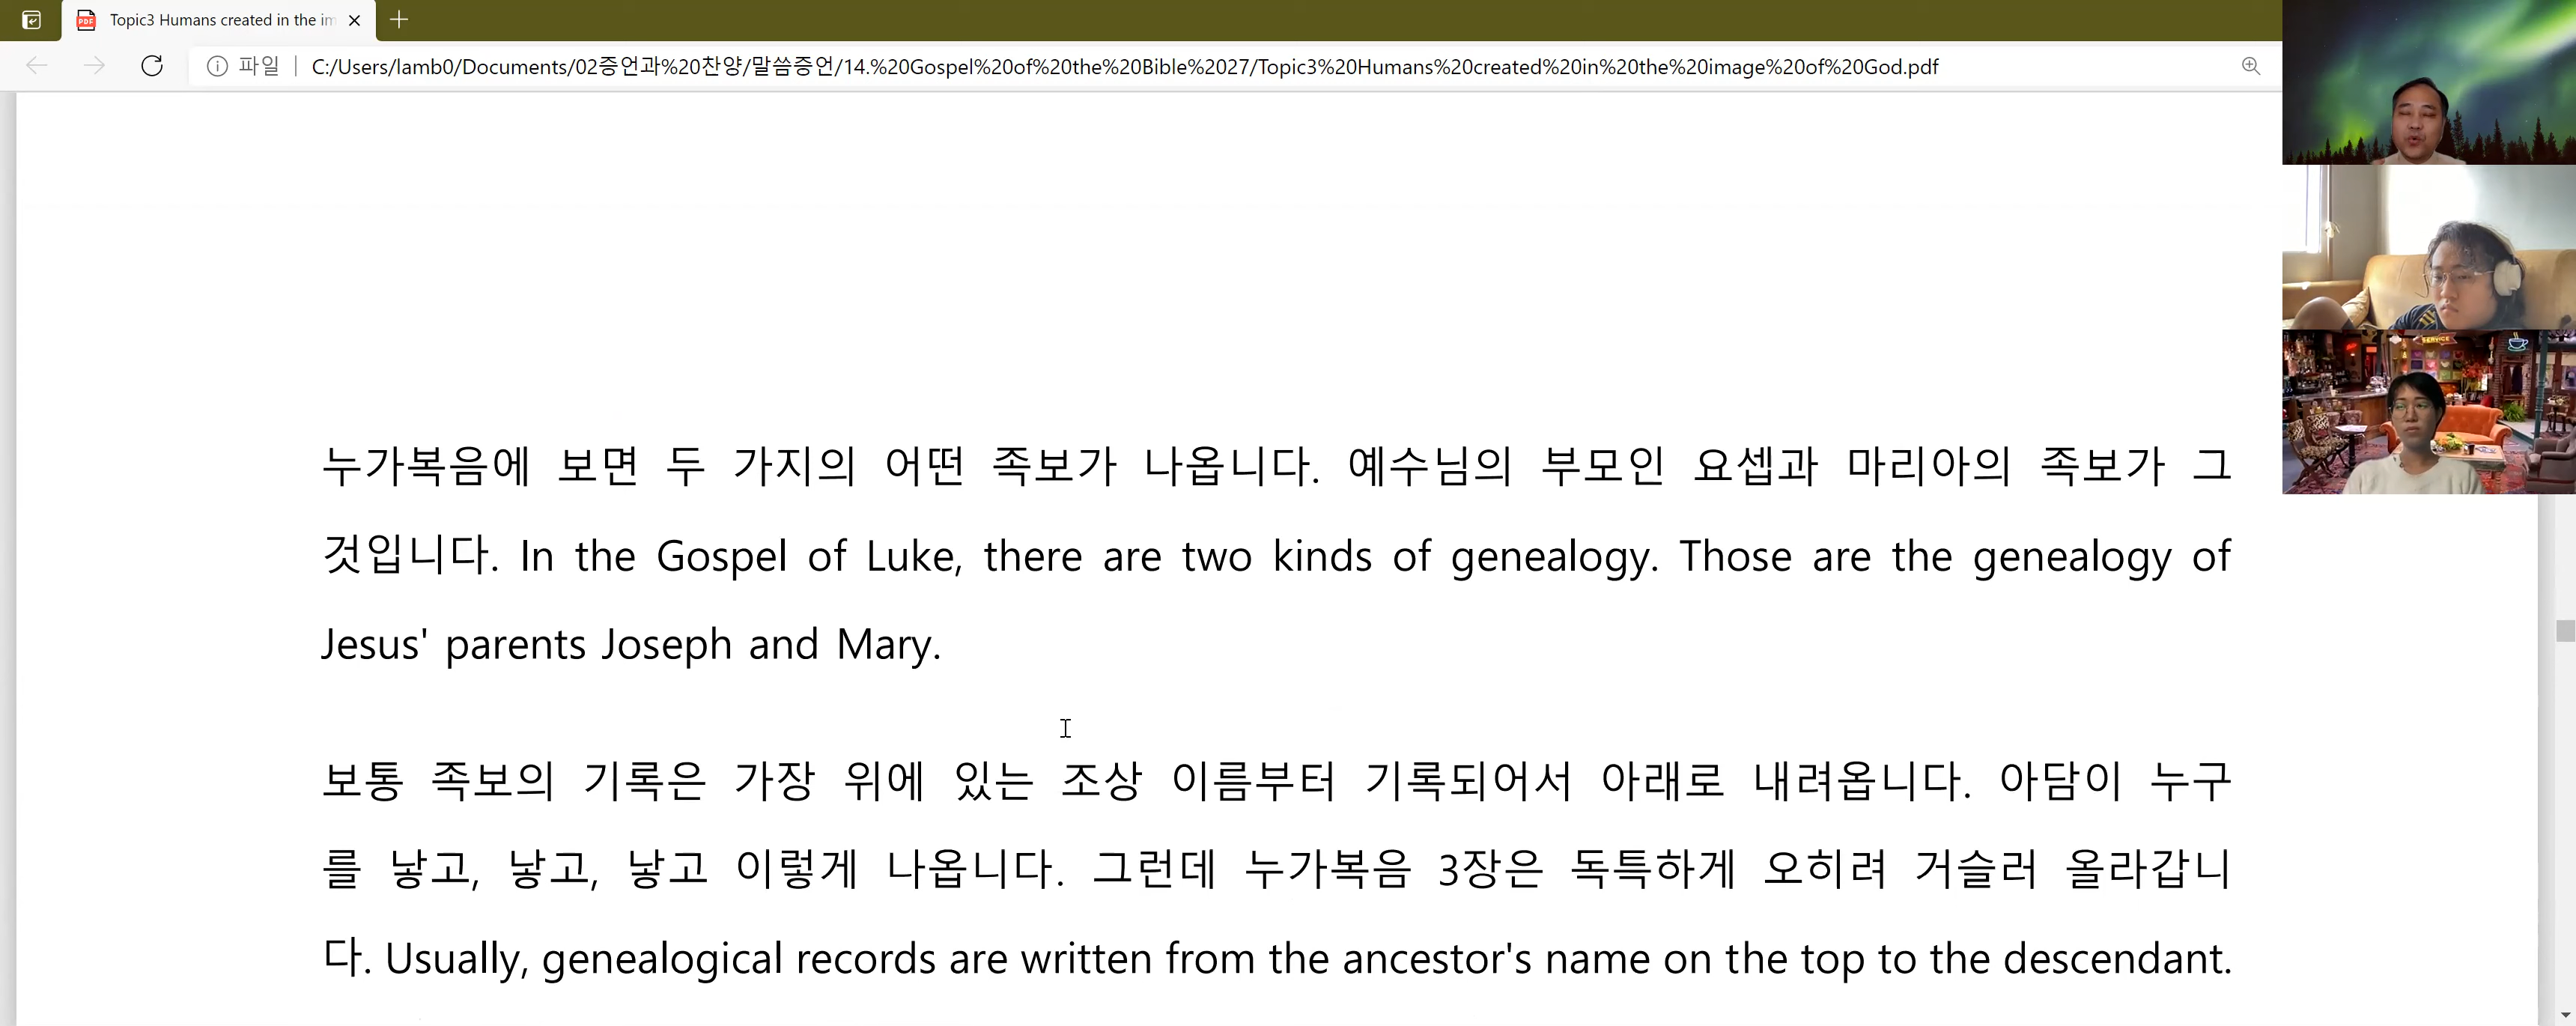 Topic3 Humans created in the im
파일
C:/Users/lamb0/Documents/02증언과%20찬양/말씀증언/14.%20Gospel%20of%20the%20Bible%2027/Topic3%20Humans%20created%20in%20the%20image%20of%20God.pdf
누가복음에 보면 두 가지의 어떤 족보가 나옵니다. 예수님의 부모인 요셉과 마리아의 족보가 그
것입니다. In the Gospel of Luke, there are two kinds of genealogy. Those are the genealogy of
Jesus' parents Joseph and Mary.
보통 족보의 기록은 가장 위에 있는 조상 이름부터 기록되어서 아래로 내려옵니다. 아담이 누구
를 낳고, 낳고, 낳고 이렇게 나옵니다. 그런데 누가복음 3장은 독특하게 오히려 거슬러 올라갑니
다. Usually, genealogical records are written from the ancestor's name on the top to the descendant.
PDF
SERVICE